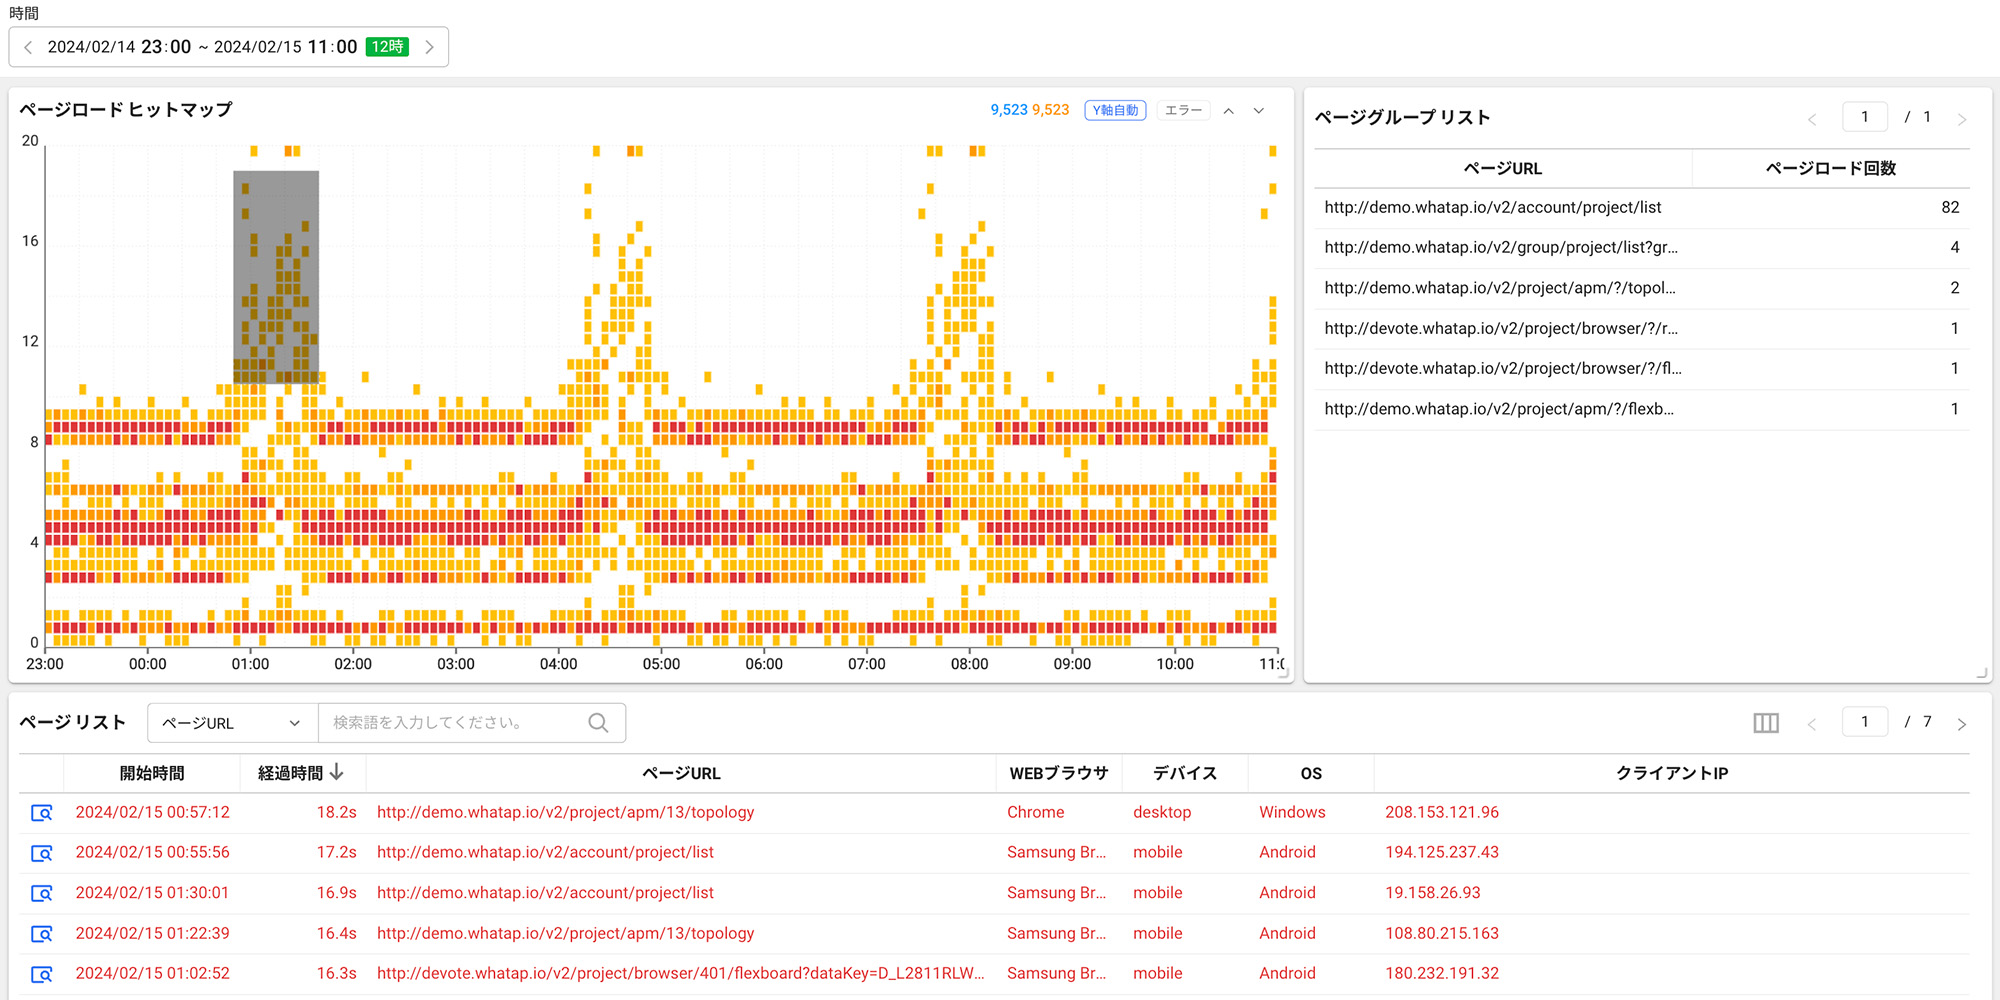 時間
2024/02/14 23:00 ~ 2024/02/15 11:00 12時
ページロード ヒットマップ
9,523 9,523 Y軸自動 エラー
20
16
12
8
4
0
23:00 00:00 01:00 02:00 03:00 04:00 05:00 06:00 07:00 08:00 09:00 10:00 11:0
ページグループ リスト
1 / 1
ページURL ページロード回数
http://demo.whatap.io/v2/account/project/list 82
http://demo.whatap.io/v2/group/project/list?gr... 4
http://demo.whatap.io/v2/project/apm/?/topol... 2
http://devote.whatap.io/v2/project/browser/?/r... 1
http://devote.whatap.io/v2/project/browser/?/fl... 1
http://demo.whatap.io/v2/project/apm/?/flexb... 1
ページ リスト ページURL 検索語を入力してください。 1 / 7
開始時間 経過時間 ページURL WEBブラウザ デバイス OS クライアントIP
2024/02/15 00:57:12 18.2s http://demo.whatap.io/v2/project/apm/13/topology Chrome desktop Windows 208.153.121.96
2024/02/15 00:55:56 17.2s http://demo.whatap.io/v2/account/project/list Samsung Br... mobile Android 194.125.237.43
2024/02/15 01:30:01 16.9s http://demo.whatap.io/v2/account/project/list Samsung Br... mobile Android 19.158.26.93
2024/02/15 01:22:39 16.4s http://demo.whatap.io/v2/project/apm/13/topology Samsung Br... mobile Android 108.80.215.163
2024/02/15 01:02:52 16.3s http://devote.whatap.io/v2/project/browser/401/flexboard?dataKey=D_L2811RLW... Samsung Br... mobile Android 180.232.191.32